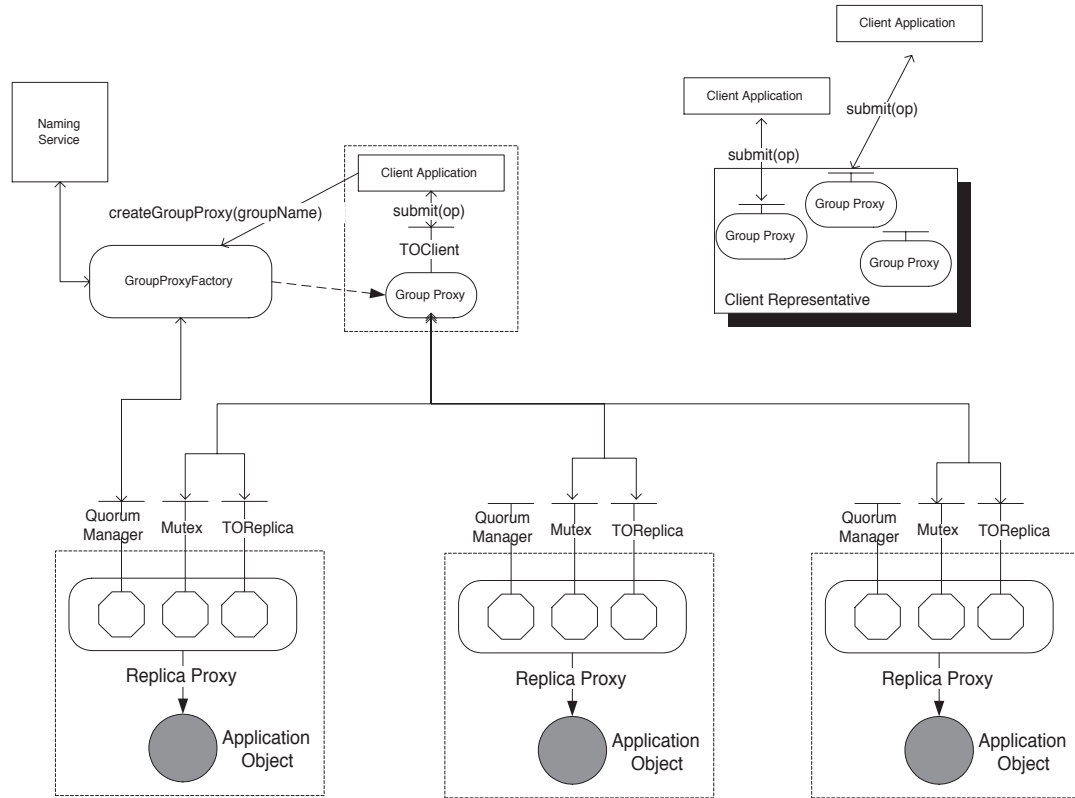 Client Application
Client Application
submit(op)
submit(op)
Naming
Service
Client Application
createGroupProxy(groupName)
submit(op)
TOClient
GroupProxyFactory
Group Proxy
Group Proxy
Group Proxy
Group Proxy
Client Representative
Quorum
Manager
Mutex
TOReplica
Quorum
Manager
Mutex
TOReplica
Quorum
Manager
Mutex
TOReplica
Replica Proxy
Replica Proxy
Replica Proxy
Application
Object
Application
Object
Application
Object